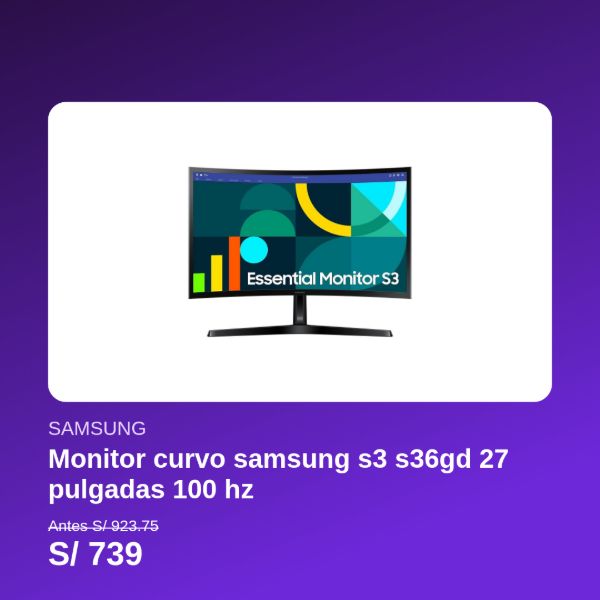 Essential Monitor S3
SAMSUNG
Monitor curvo samsung s3 s36gd 27
pulgadas 100 hz
Antes S/ 923.75
S/ 739